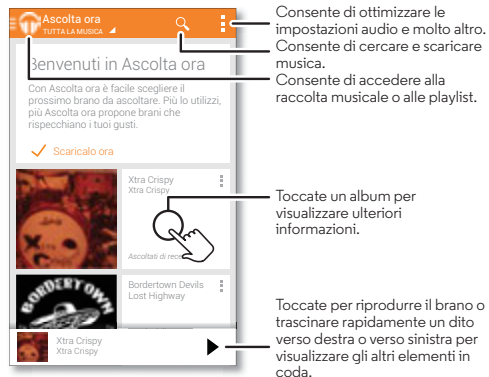 Ascolta ora
TUTTA LA MUSICA
Benvenuti in Ascolta ora
Con Ascolta ora è facile scegliere il
prossimo brano da ascoltare. Più lo utilizzi,
più Ascolta ora propone brani che
rispecchiano i tuoi gusti.
Scaricalo ora
Xtra Crispy
Xtra Crispy
Ascoltati di rece
BORDERTOWN
Bordertown Devils
Lost Highway
Xtra Crispy
Xtra Crispy
Consente di ottimizzare le
impostazioni audio e molto altro.
Consente di cercare e scaricare
musica.
Consente di accedere alla
raccolta musicale o alle playlist.
Toccate un album per
visualizzare ulteriori
informazioni.
Toccate per riprodurre il brano o
trascinare rapidamente un dito
verso destra o verso sinistra per
visualizzare gli altri elementi in
coda.